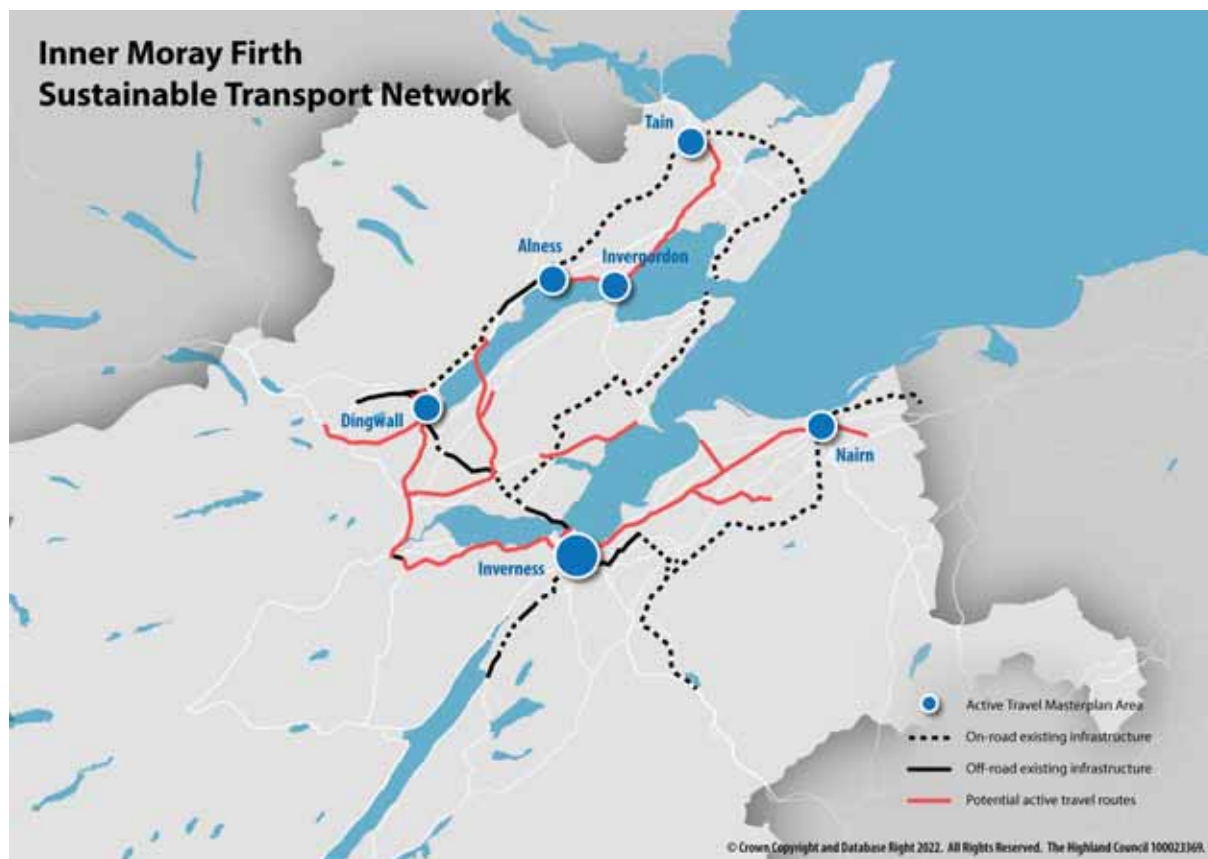 Inner Moray Firth
Sustainable Transport Network
Tain
Alness
Invergordon
Dingwall
Nairn
Inverness
Active Travel Masterplan Area
On-road existing infrastructure
Off-road existing infrastructure
Potential active travel routes
© Crown Copyright and Database Right 2022. All Rights Reserved. The Highland Council 100023369.